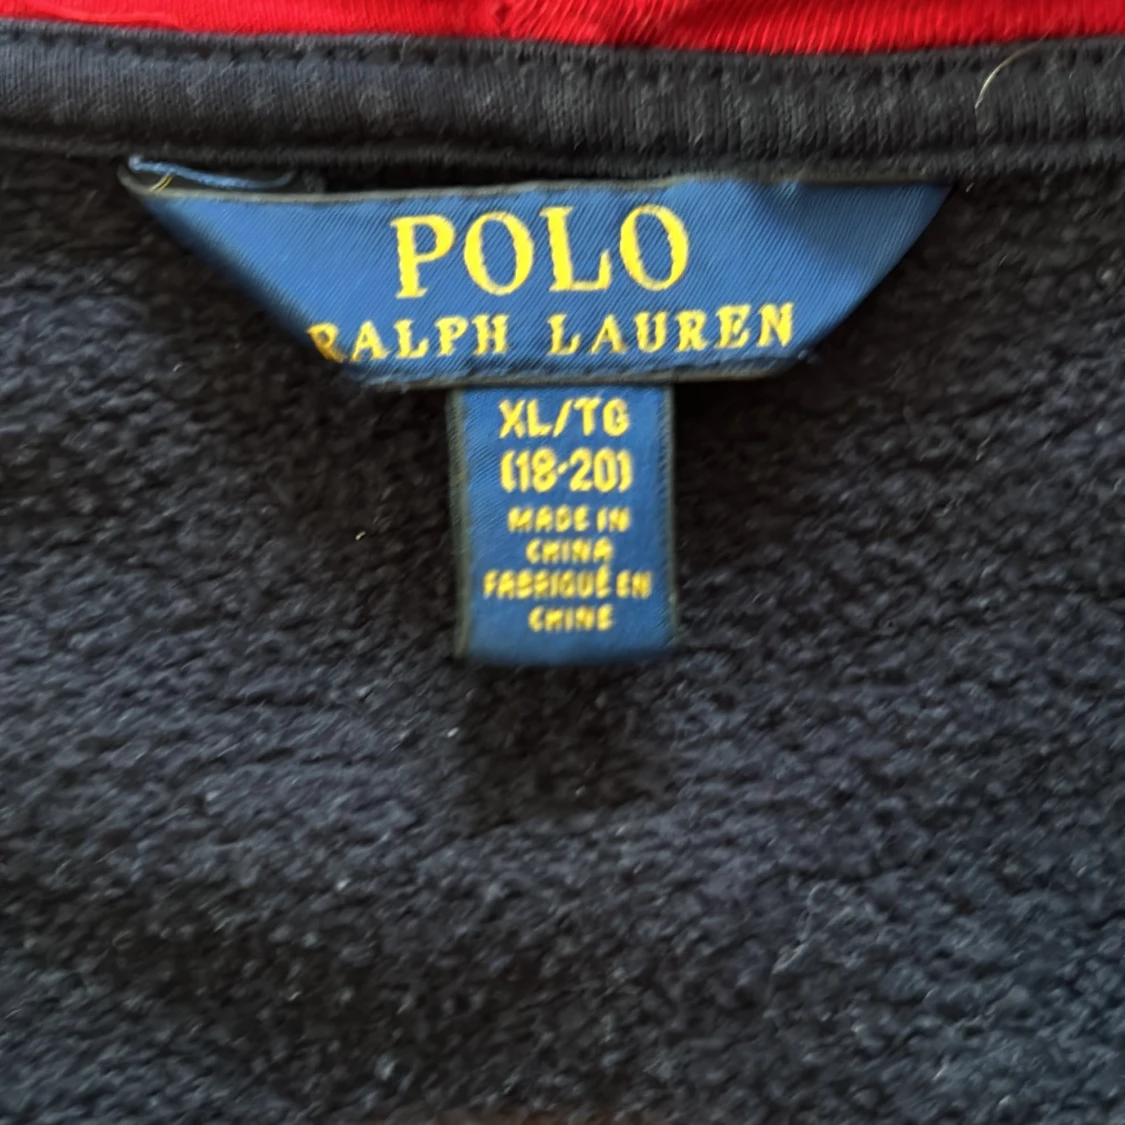 POLO
RALPH LAUREN
XL/TG
(18-20)
MADE IN
CHINA
FABRIQUÉ EN
CHINE